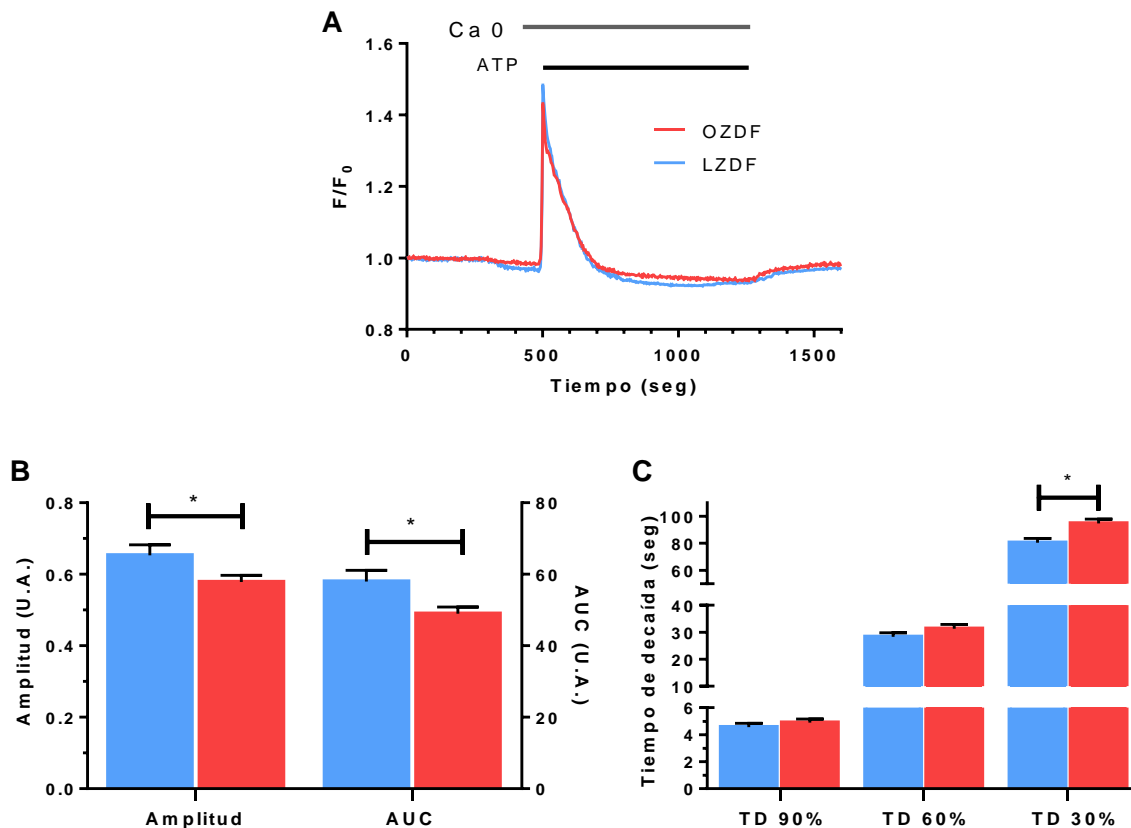 A
Ca 0
ATP
OZDF
LZDF
F/F0
1.6
1.4
1.2
1.0
0.8
0 500 1000 1500
Tiempo (seg)
B
*
*
Amplitud (U.A.)
0.8
0.6
0.4
0.2
0.0
80
60
40
20
0
AUC (U.A.)
Amplitud AUC
C
*
Tiempo de decaída (seg)
100
80
60
40
30
20
10
6
4
2
0
TD 90% TD 60% TD 30%